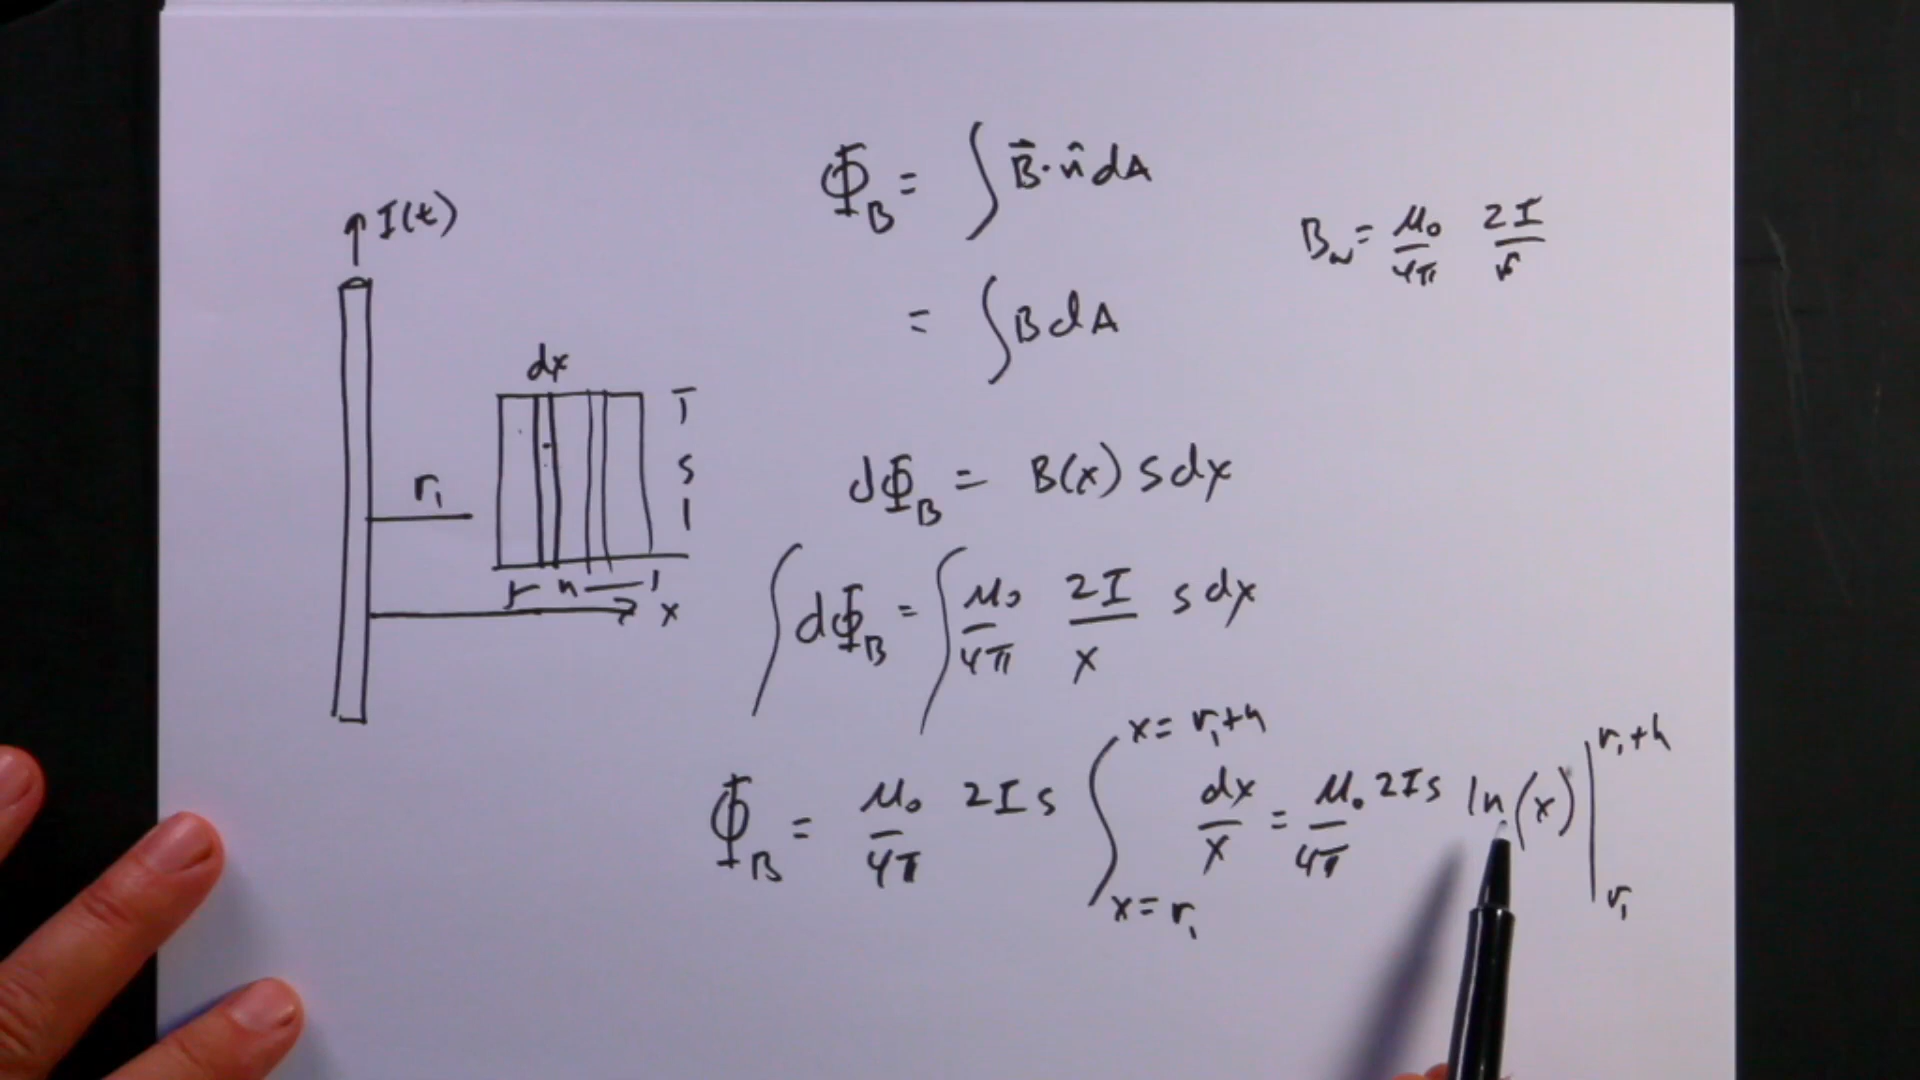 Φ_B = ∫ B⃗ · n̂ dA
B_w = μ₀/4π 2I/r
= ∫ B dA
I(t)
dx
r₁
s
h
x
dΦ_B = B(x) s dx
∫ dΦ_B = ∫ μ₀/4π 2I/x s dx
Φ_B = μ₀/4π 2Is ∫_{x=r₁}^{x=r₁+h} dx/x = μ₀/4π 2Is ln(x) |_{r₁}^{r₁+h}